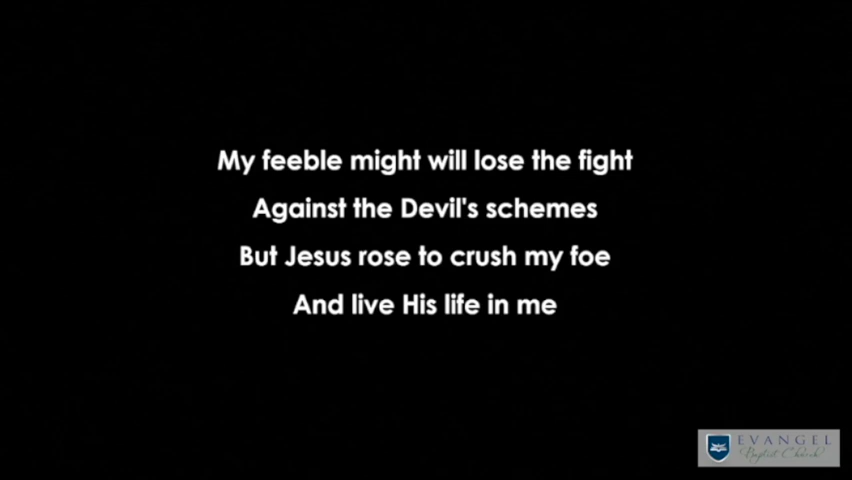 My feeble might will lose the fight
Against the Devil's schemes
But Jesus rose to crush my foe
And live His life in me
EVANGEL
Baptist Church